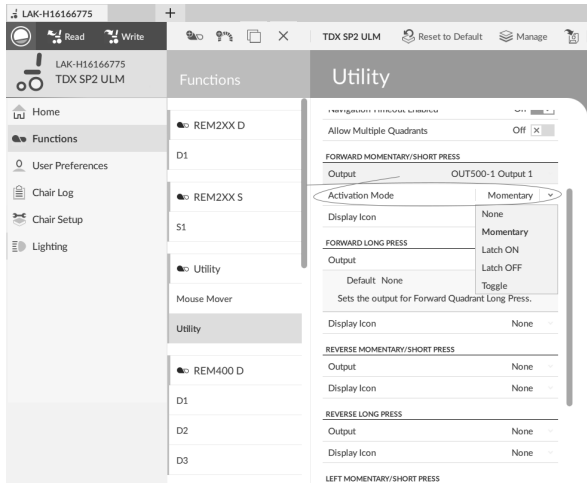 LAK-H16166775
Read
Write
TDX SP2 ULM
Reset to Default
Manage
LAK-H16166775
TDX SP2 ULM
Functions
Utility
Home
Functions
User Preferences
Chair Log
Chair Setup
Lighting
REM2XX D
D1
REM2XX S
S1
Utility
Mouse Mover
Utility
REM400 D
D1
D2
D3
Navigation Timeout Enabled Off
Allow Multiple Quadrants Off
FORWARD MOMENTARY/SHORT PRESS
Output OUT500-1 Output 1
Activation Mode Momentary
Display Icon
None
Momentary
Latch ON
Latch OFF
Toggle
FORWARD LONG PRESS
Output
Default None
Sets the output for Forward Quadrant Long Press.
Display Icon None
REVERSE MOMENTARY/SHORT PRESS
Output None
Display Icon None
REVERSE LONG PRESS
Output None
Display Icon None
LEFT MOMENTARY/SHORT PRESS